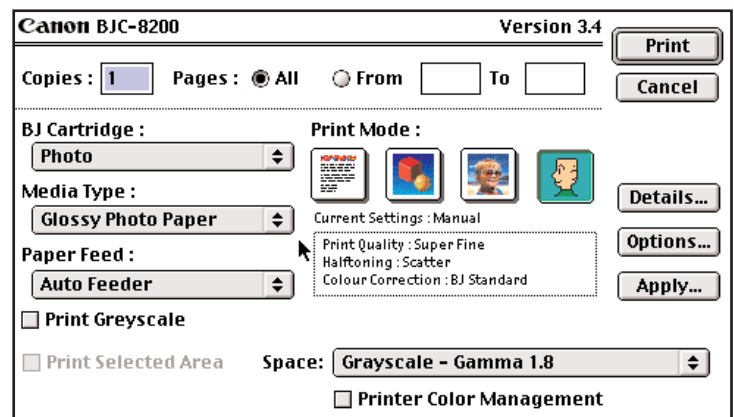 Canon BJC-8200 Version 3.4
Print
Copies : 1 Pages : All From To
Cancel
BJ Cartridge : Print Mode :
Photo
Media Type :
Glossy Photo Paper
Current Settings : Manual
Details...
Print Quality : Super Fine
Options...
Paper Feed :
Halftoning : Scatter
Auto Feeder
Colour Correction : BJ Standard
Apply...
Print Greyscale
Print Selected Area Space: Grayscale - Gamma 1.8
Printer Color Management